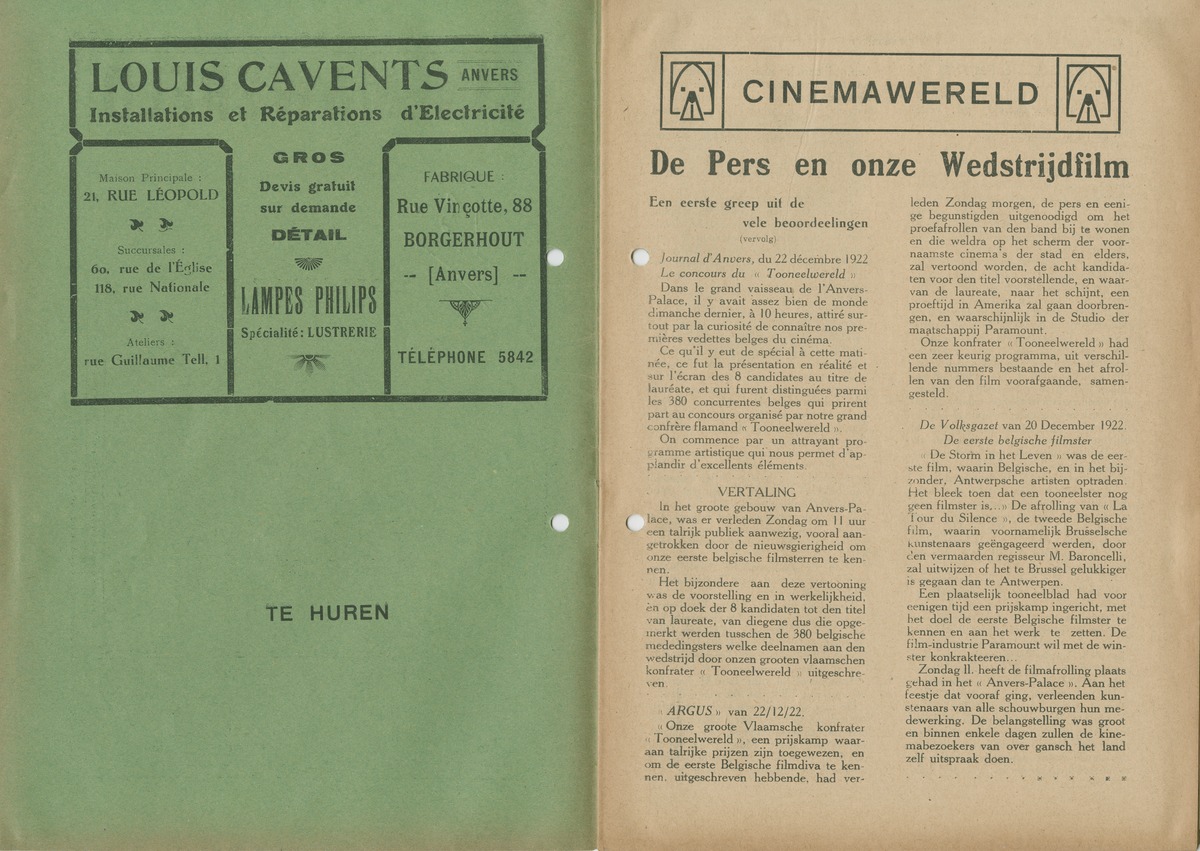 LOUIS CAVENTS ANVERS
Installations et Réparations d'Electricité
Maison Principale :
21, RUE LÉOPOLD
Succursales :
60, rue de l'Église
118, rue Nationale
Ateliers :
rue Guillaume Tell, 1
GROS
Devis gratuit
sur demande
DÉTAIL
LAMPES PHILIPS
Spécialité : LUSTRERIE
FABRIQUE :
Rue Vinçotte, 88
BORGERHOUT
-- [Anvers] --
TÉLÉPHONE 5842
TE HUREN
CINEMAWERELD
De Pers en onze Wedstrijdfilm
Een eerste greep uit de
vele beoordeelingen
(vervolg)
Journal d'Anvers, du 22 décembre 1922
Le concours du « Tooneelwereld »
Dans le grand vaisseau de l'Anvers-
Palace, il y avait assez bien de monde
dimanche dernier, à 10 heures, attiré sur-
tout par la curiosité de connaître nos pre-
mières vedettes belges du cinéma.
Ce qu'il y eut de spécial à cette mati-
née, ce fut la présentation en réalité et
sur l'écran des 8 candidates au titre de
lauréate, et qui furent distinguées parmi
les 380 concurrentes belges qui prirent
part au concours organisé par notre grand
confrère flamand « Tooneelwereld ».
On commence par un attrayant pro-
gramme artistique qui nous permet d'ap-
plandir d'excellents éléments.
VERTALING
In het groote gebouw van Anvers-Pa-
lace, was er verleden Zondag om 11 uur
een talrijk publiek aanwezig, vooral aan-
getrokken door de nieuwsgierigheid om
onze eerste belgische filmsterren te ken-
nen.
Het bijzondere aan deze vertooning
was de voorstelling en in werkelijkheid,
en op doek der 8 kandidaten tot den titel
van laureate, van diegene dus die opge-
merkt werden tusschen de 380 belgische
mededingsters welke deelnamen aan den
wedstrijd door onzen grooten vlaamschen
konfrater « Tooneelwereld » uitgeschre-
ven.
« ARGUS » van 22/12/22.
« Onze groote Vlaamsche konfrater
« Tooneelwereld », een prijskamp waar-
aan talrijke prijzen zijn toegewezen, en
om de eerste Belgische filmdiva te ken-
nen, uitgeschreven hebbende, had ver-
leden Zondag morgen, de pers en eeni-
ge begunstigden uitgenoodigd om het
proefafrollen van den band bij te wonen
en die weldra op het scherm der voor-
naamste cinema's der stad en elders,
zal vertoond worden, de acht kandida-
ten voor den titel voorstellende, en waar-
van de laureate, naar het schijnt, een
proeftijd in Amerika zal gaan doorbren-
gen, en waarschijnlijk in de Studio der
maatschappij Paramount.
Onze konfrater « Tooneelwereld » had
een zeer keurig programma, uit verschil-
lende nummers bestaande en het afrol-
len van den film voorafgaande, samen-
gesteld.
De Volksgazet van 20 December 1922.
De eerste belgische filmster
« De Storm in het Leven » was de eer-
ste film, waarin Belgische, en in het bij-
zonder, Antwerpsche artisten optraden.
Het bleek toen dat een tooneelster nog
geen filmster is,..» De afrolling van « La
Tour du Silence », de tweede Belgische
film, waarin voornamelijk Brusselsche
kunstenaars geëngageerd werden, door
den vermaarden regisseur M. Baroncelli,
zal uitwijzen of het te Brussel gelukkiger
is gegaan dan te Antwerpen.
Een plaatselijk tooneelblad had voor
eenigen tijd een prijskamp ingericht, met
het doel de eerste Belgische filmster te
kennen en aan het werk te zetten. De
film-industrie Paramount wil met de win-
ster konkrakteeren...
Zondag ll. heeft de filmafrolling plaats
gehad in het « Anvers-Palace ». Aan het
feestje dat vooraf ging, verleenden kun-
stenaars van alle schouwburgen hun me-
dewerking. De belangstelling was groot
en binnen enkele dagen zullen de kine-
mabezoekers van over gansch het land
zelf uitspraak doen.